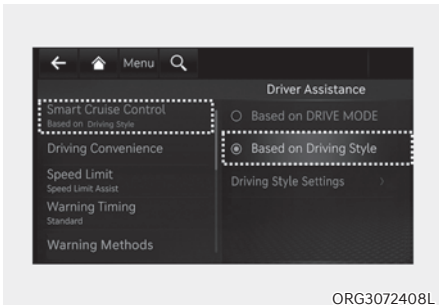 Menu
Driver Assistance
Smart Cruise Control
Based on Driving Style
Driving Convenience
Speed Limit
Speed Limit Assist
Warning Timing
Standard
Warning Methods
Based on DRIVE MODE
Based on Driving Style
Driving Style Settings
ORG3072408L